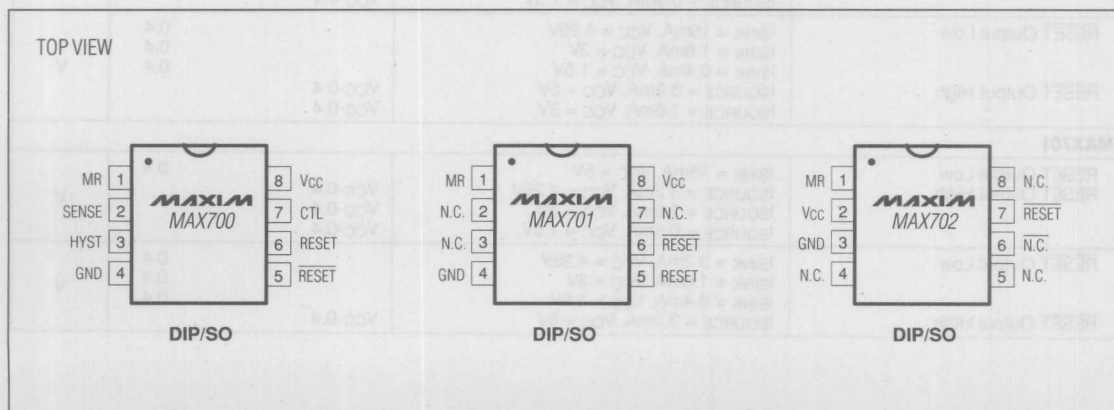 TOP VIEW
MR 1
SENSE 2
HYST 3
GND 4
8 VCC
7 CTL
6 RESET
5 R̅E̅S̅E̅T̅
MAXIM
MAX700
DIP/SO
MR 1
N.C. 2
N.C. 3
GND 4
8 VCC
7 N.C.
6 RESET
5 R̅E̅S̅E̅T̅
MAXIM
MAX701
DIP/SO
MR 1
VCC 2
GND 3
N.C. 4
8 N.C.
7 RESET
6 N̅.̅C̅.̅
5 N.C.
MAXIM
MAX702
DIP/SO